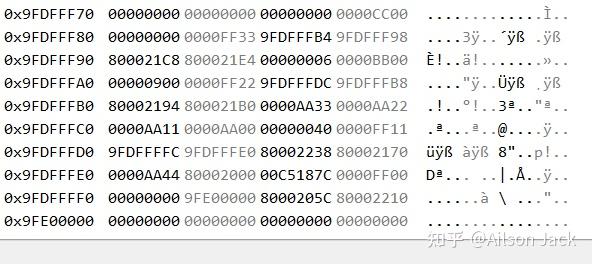 0x9FDFFF70 00000000 00000000 00000000 0000CC00 .............Ì..
0x9FDFFF80 00000000 0000FF33 9FDFFFB4 9FDFFF98 ....3ÿ..´ÿß .ÿß
0x9FDFFF90 800021C8 800021E4 00000006 0000BB00 È!..ä!.......»..
0x9FDFFFA0 00000900 0000FF22 9FDFFFDC 9FDFFFB8 ...."ÿ..Üÿß ¸ÿß
0x9FDFFFB0 80002194 800021B0 0000AA33 0000AA22 .!..°!..3ª.."ª..
0x9FDFFFC0 0000AA11 0000AA00 00000040 0000FF11 .ª...ª..@....ÿ..
0x9FDFFFD0 9FDFFFFC 9FDFFFE0 80002238 80002170 üÿß àÿß 8"..p!..
0x9FDFFFE0 0000AA44 80002000 00C5187C 0000FF00 Dª... ..|.Å..ÿ..
0x9FDFFFF0 00000000 9FE00000 8000205C 80002210 ......à \ ..."..
0x9FE00000 00000000 00000000 00000000 00000000 ................
知乎 @Ailson Jack